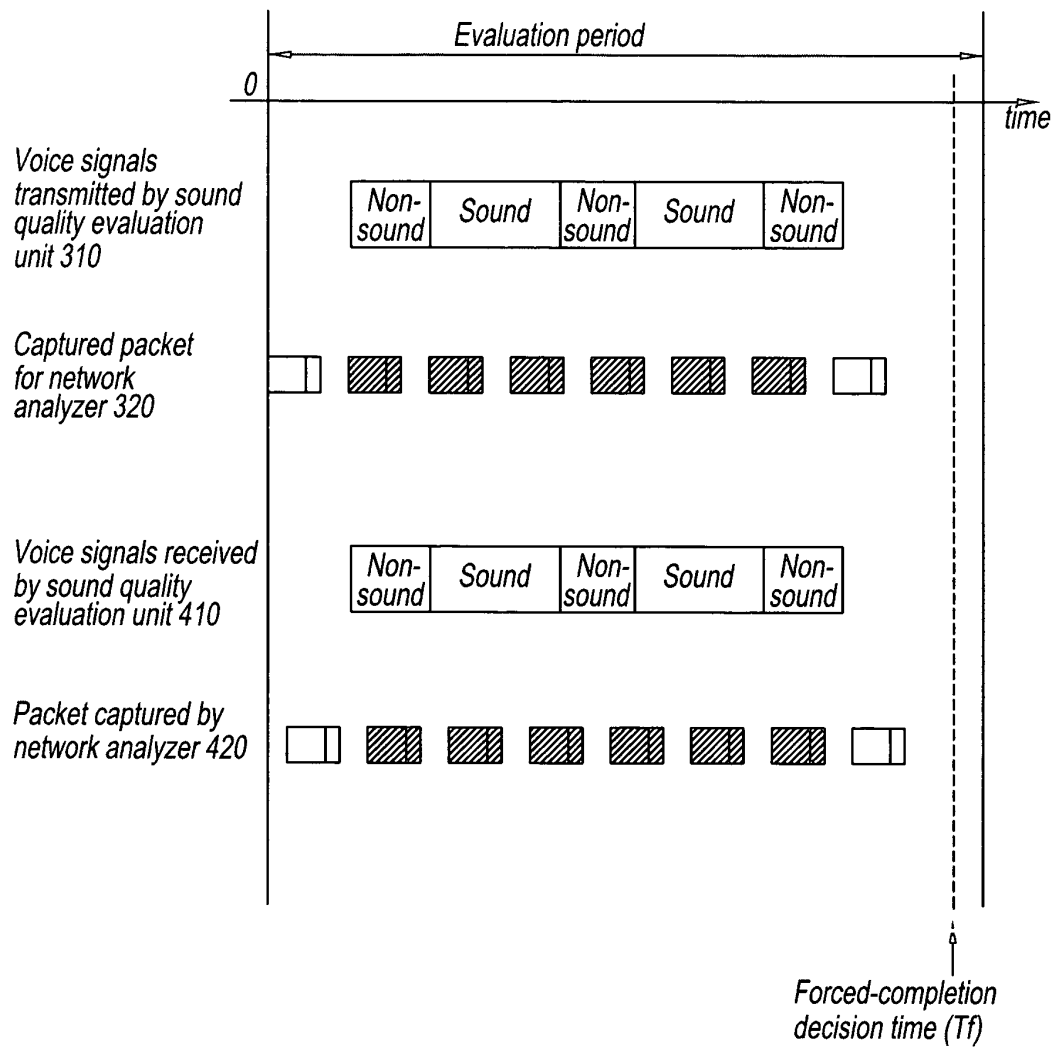 Evaluation period
0
time
Voice signals
transmitted by sound
quality evaluation
unit 310
Non-
sound
Sound
Non-
sound
Sound
Non-
sound
Captured packet
for network
analyzer 320
Voice signals received
by sound quality
evaluation unit 410
Non-
sound
Sound
Non-
sound
Sound
Non-
sound
Packet captured by
network analyzer 420
Forced-completion
decision time (Tf)